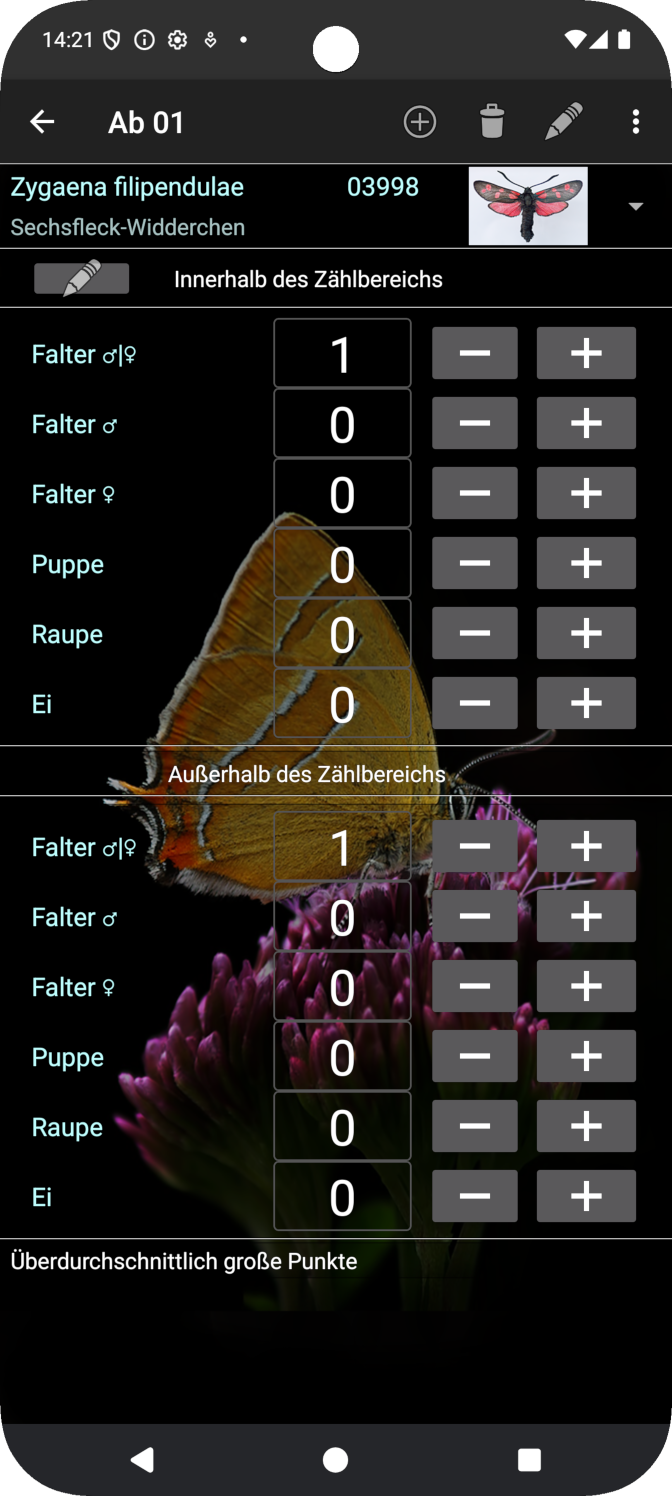 14:21
Ab 01
Zygaena filipendulae 03998
Sechsfleck-Widderchen
Innerhalb des Zählbereichs
Falter ♂|♀ 1
Falter ♂ 0
Falter ♀ 0
Puppe 0
Raupe 0
Ei 0
Außerhalb des Zählbereichs
Falter ♂|♀ 1
Falter ♂ 0
Falter ♀ 0
Puppe 0
Raupe 0
Ei 0
Überdurchschnittlich große Punkte